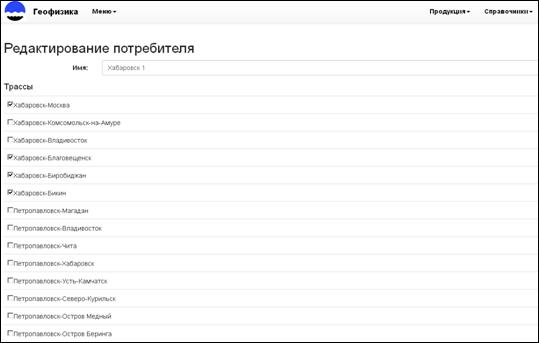 Геофизика Меню Продукция Справочники
Редактирование потребителя
Имя: Хабаровск 1
Трассы
Хабаровск-Москва
Хабаровск-Комсомольск-на-Амуре
Хабаровск-Владивосток
Хабаровск-Благовещенск
Хабаровск-Биробиджан
Хабаровск-Бикин
Петропавловск-Магадан
Петропавловск-Владивосток
Петропавловск-Чита
Петропавловск-Хабаровск
Петропавловск-Усть-Камчатск
Петропавловск-Северо-Курильск
Петропавловск-Остров Медный
Петропавловск-Остров Беринга